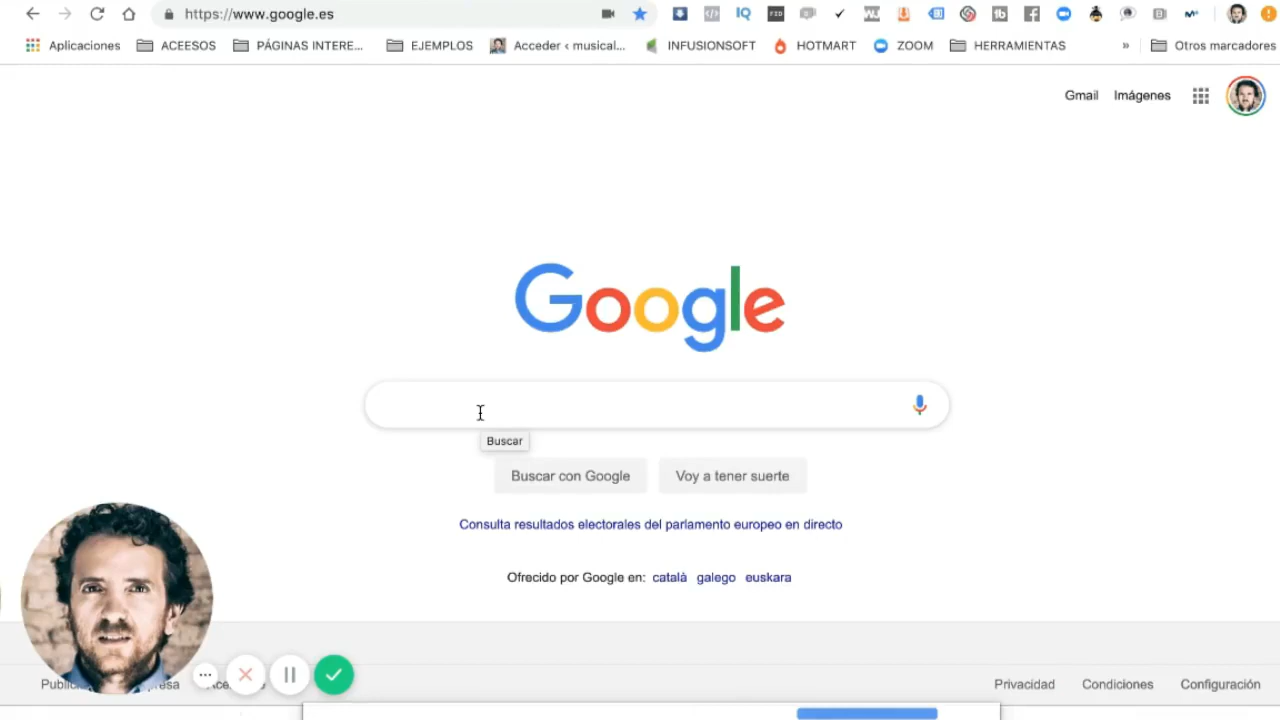 https://www.google.es
Aplicaciones ACEESOS PÁGINAS INTERE... EJEMPLOS Acceder ‹ musical... INFUSIONSOFT HOTMART ZOOM HERRAMIENTAS » Otros marcadores
Gmail Imágenes
Google
Buscar
Buscar con Google Voy a tener suerte
Consulta resultados electorales del parlamento europeo en directo
Ofrecido por Google en: català galego euskara
Privacidad Condiciones Configuración